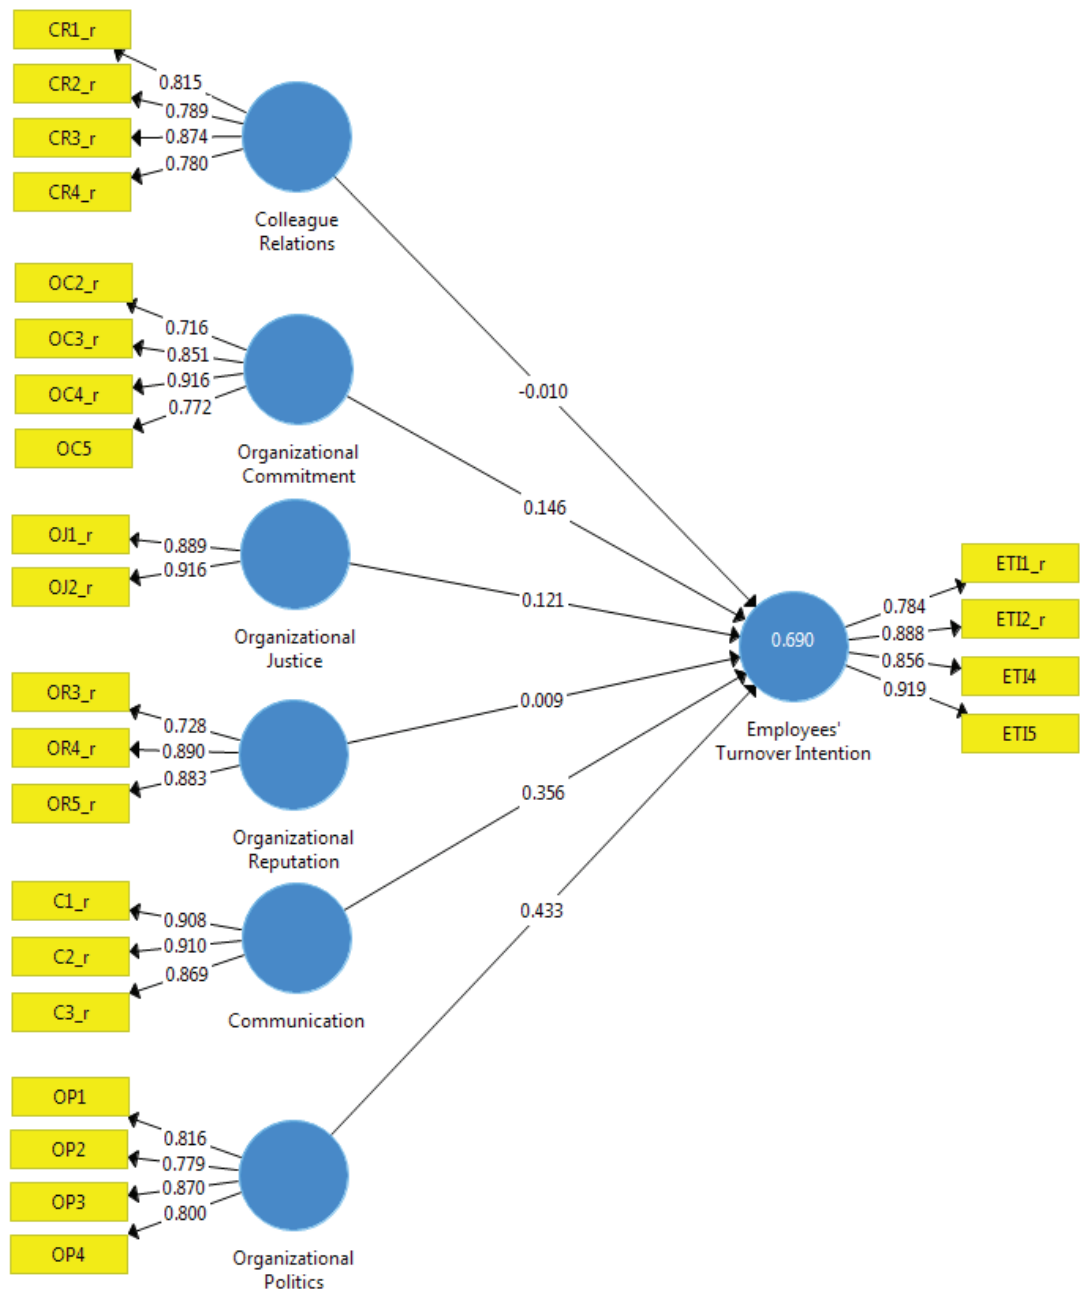 CR1_r
0.815
CR2_r
0.789
CR3_r
0.874
0.780
CR4_r
Colleague
Relations
OC2_r
0.716
OC3_r
0.851
0.916
OC4_r
0.772
OC5
Organizational
Commitment
OJ1_r
0.889
0.916
OJ2_r
Organizational
Justice
OR3_r
0.728
OR4_r
0.890
0.883
OR5_r
Organizational
Reputation
C1_r
0.908
0.910
C2_r
0.869
C3_r
Communication
OP1
0.816
OP2
0.779
0.870
OP3
0.800
OP4
Organizational
Politics
-0.010
0.146
0.121
0.009
0.356
0.433
0.690
Employees'
Turnover Intention
ETI1_r
0.784
ETI2_r
0.888
0.856
ETI4
0.919
ETI5